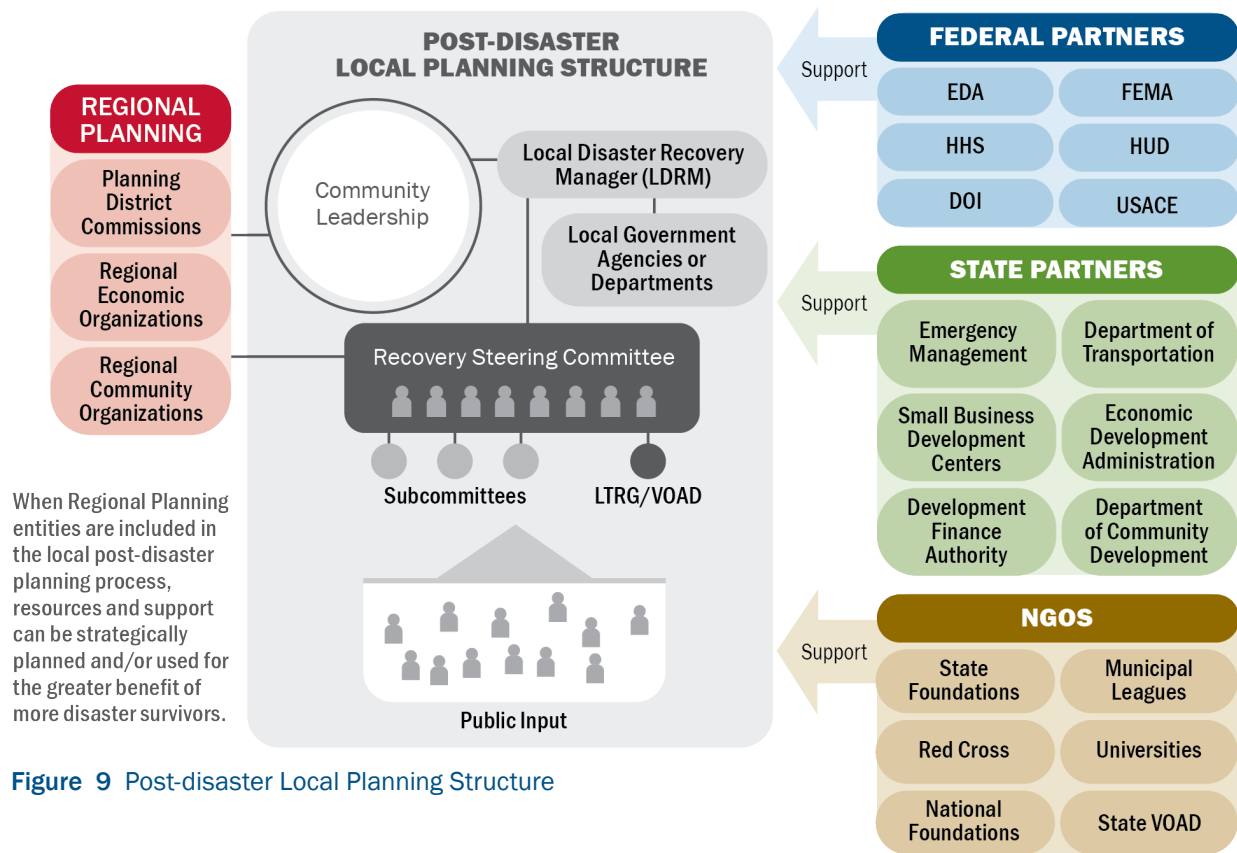 POST-DISASTER
LOCAL PLANNING STRUCTURE
REGIONAL
PLANNING
Planning
District
Commissions
Regional
Economic
Organizations
Regional
Community
Organizations
When Regional Planning
entities are included in
the local post-disaster
planning process,
resources and support
can be strategically
planned and/or used for
the greater benefit of
more disaster survivors.
Community
Leadership
Local Disaster Recovery
Manager (LDRM)
Local Government
Agencies or
Departments
Recovery Steering Committee
Subcommittees
LTRG/VOAD
Public Input
Support
FEDERAL PARTNERS
EDA
FEMA
HHS
HUD
DOI
USACE
Support
STATE PARTNERS
Emergency
Management
Department of
Transportation
Small Business
Development
Centers
Economic
Development
Administration
Development
Finance
Authority
Department
of Community
Development
Support
NGOS
State
Foundations
Municipal
Leagues
Red Cross
Universities
National
Foundations
State VOAD
Figure 9 Post-disaster Local Planning Structure